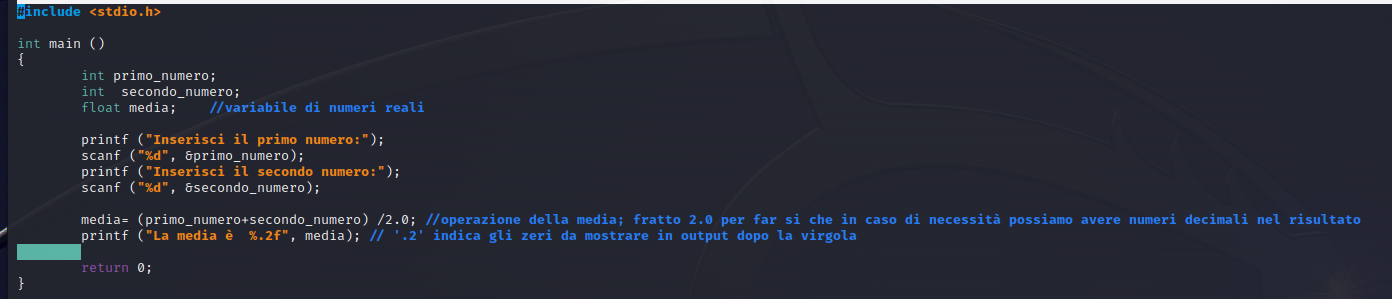 #include <stdio.h>
int main ()
{
int primo_numero;
int  secondo_numero;
float media;    //variabile di numeri reali
printf ("Inserisci il primo numero:");
scanf ("%d", &primo_numero);
printf ("Inserisci il secondo numero:");
scanf ("%d", &secondo_numero);
media= (primo_numero+secondo_numero) /2.0; //operazione della media; fratto 2.0 per far si che in caso di necessità possiamo avere numeri decimali nel risultato
printf ("La media è  %.2f", media); // '.2' indica gli zeri da mostrare in output dopo la virgola
return 0;
}